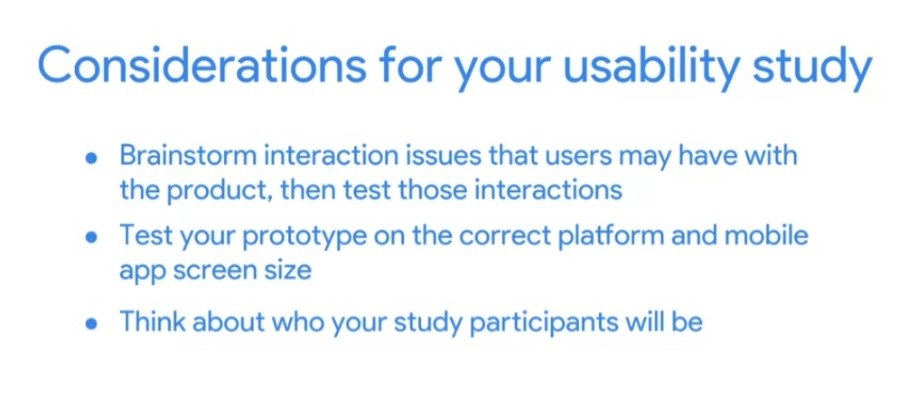 Considerations for your usability study
● Brainstorm interaction issues that users may have with
the product, then test those interactions
● Test your prototype on the correct platform and mobile
app screen size
● Think about who your study participants will be